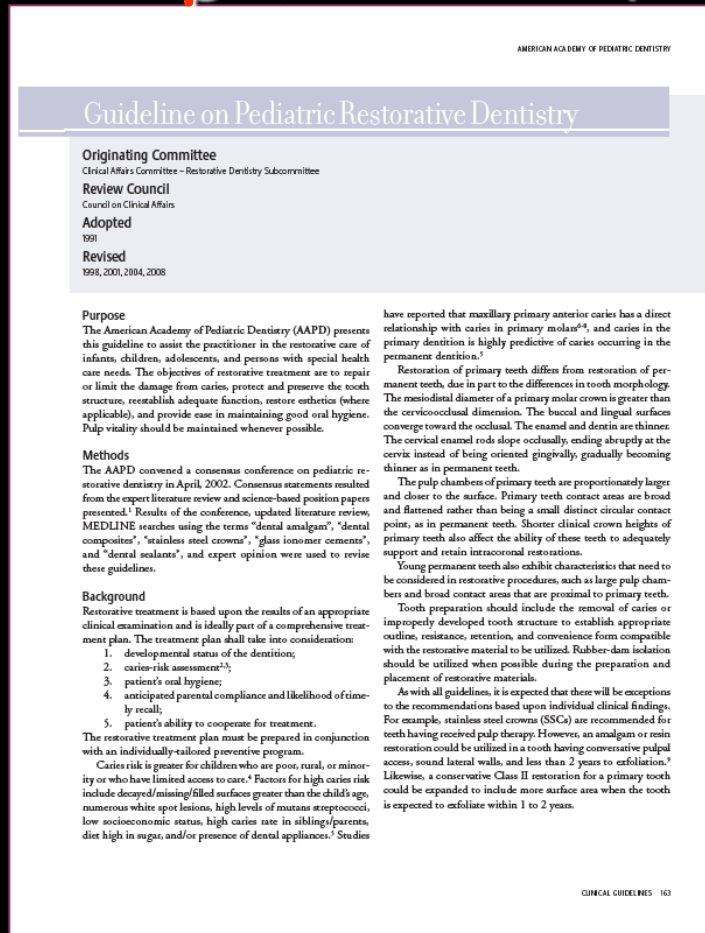 AMERICAN ACADEMY OF PEDIATRIC DENTISTRY
Guideline on Pediatric Restorative Dentistry
Originating Committee
Clinical Affairs Committee – Restorative Dentistry Subcommittee
Review Council
Council on Clinical Affairs
Adopted
1991
Revised
1998, 2001, 2004, 2008
Purpose
The American Academy of Pediatric Dentistry (AAPD) presents
this guideline to assist the practitioner in the restorative care of
infants, children, adolescents, and persons with special health
care needs. The objectives of restorative treatment are to repair
or limit the damage from caries, protect and preserve the tooth
structure, reestablish adequate function, restore esthetics (where
applicable), and provide ease in maintaining good oral hygiene.
Pulp vitality should be maintained whenever possible.
Methods
The AAPD convened a consensus conference on pediatric re-
storative dentistry in April, 2002. Consensus statements resulted
from the expert literature review and science-based position papers
presented.¹ Results of the conference, updated literature review,
MEDLINE searches using the terms "dental amalgam", "dental
composites", "stainless steel crowns", "glass ionomer cements",
and "dental sealants", and expert opinion were used to revise
these guidelines.
Background
Restorative treatment is based upon the results of an appropriate
clinical examination and is ideally part of a comprehensive treat-
ment plan. The treatment plan shall take into consideration:
1. developmental status of the dentition;
2. caries-risk assessment²,³;
3. patient's oral hygiene;
4. anticipated parental compliance and likelihood of time-
ly recall;
5. patient's ability to cooperate for treatment.
The restorative treatment plan must be prepared in conjunction
with an individually-tailored preventive program.
Caries risk is greater for children who are poor, rural, or minor-
ity or who have limited access to care.⁴ Factors for high caries risk
include decayed/missing/filled surfaces greater than the child's age,
numerous white spot lesions, high levels of mutans streptococci,
low socioeconomic status, high caries rate in siblings/parents,
diet high in sugar, and/or presence of dental appliances.⁵ Studies
have reported that maxillary primary anterior caries has a direct
relationship with caries in primary molars⁶⁻⁸, and caries in the
primary dentition is highly predictive of caries occurring in the
permanent dentition.⁵
Restoration of primary teeth differs from restoration of per-
manent teeth, due in part to the differences in tooth morphology.
The mesiodistal diameter of a primary molar crown is greater than
the cervicoocclusal dimension. The buccal and lingual surfaces
converge toward the occlusal. The enamel and dentin are thinner.
The cervical enamel rods slope occlusally, ending abruptly at the
cervix instead of being oriented gingivally, gradually becoming
thinner as in permanent teeth.
The pulp chambers of primary teeth are proportionately larger
and closer to the surface. Primary teeth contact areas are broad
and flattened rather than being a small distinct circular contact
point, as in permanent teeth. Shorter clinical crown heights of
primary teeth also affect the ability of these teeth to adequately
support and retain intracoronal restorations.
Young permanent teeth also exhibit characteristics that need to
be considered in restorative procedures, such as large pulp cham-
bers and broad contact areas that are proximal to primary teeth.
Tooth preparation should include the removal of caries or
improperly developed tooth structure to establish appropriate
outline, resistance, retention, and convenience form compatible
with the restorative material to be utilized. Rubber-dam isolation
should be utilized when possible during the preparation and
placement of restorative materials.
As with all guidelines, it is expected that there will be exceptions
to the recommendations based upon individual clinical findings.
For example, stainless steel crowns (SSCs) are recommended for
teeth having received pulp therapy. However, an amalgam or resin
restoration could be utilized in a tooth having conversative pulpal
access, sound lateral walls, and less than 2 years to exfoliation.⁹
Likewise, a conservative Class II restoration for a primary tooth
could be expanded to include more surface area when the tooth
is expected to exfoliate within 1 to 2 years.
CLINICAL GUIDELINES 163